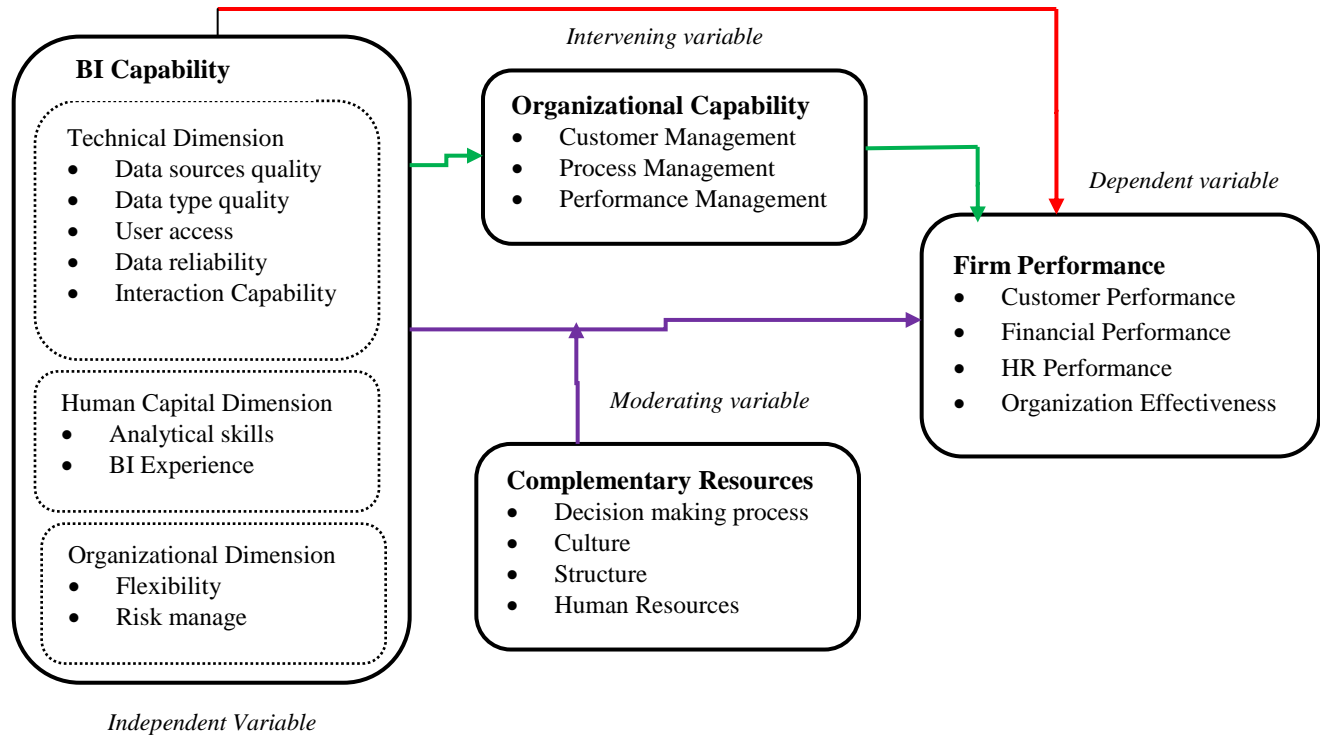 Intervening variable
BI Capability
Technical Dimension
• Data sources quality
• Data type quality
• User access
• Data reliability
• Interaction Capability
Human Capital Dimension
• Analytical skills
• BI Experience
Organizational Dimension
• Flexibility
• Risk manage
Independent Variable
Organizational Capability
• Customer Management
• Process Management
• Performance Management
Moderating variable
Complementary Resources
• Decision making process
• Culture
• Structure
• Human Resources
Dependent variable
Firm Performance
• Customer Performance
• Financial Performance
• HR Performance
• Organization Effectiveness